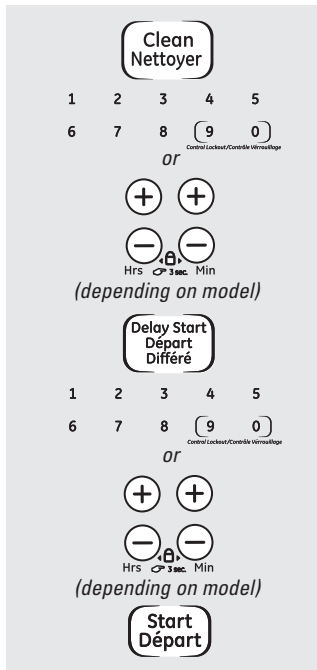 Clean
Nettoyer
1 2 3 4 5
6 7 8 9 0
Control Lockout/Contrôle Vérrouillage
or
+ +
− −
Hrs 3 sec. Min
(depending on model)
Delay Start
Départ
Différé
1 2 3 4 5
6 7 8 9 0
Control Lockout/Contrôle Vérrouillage
or
+ +
− −
Hrs 3 sec. Min
(depending on model)
Start
Départ